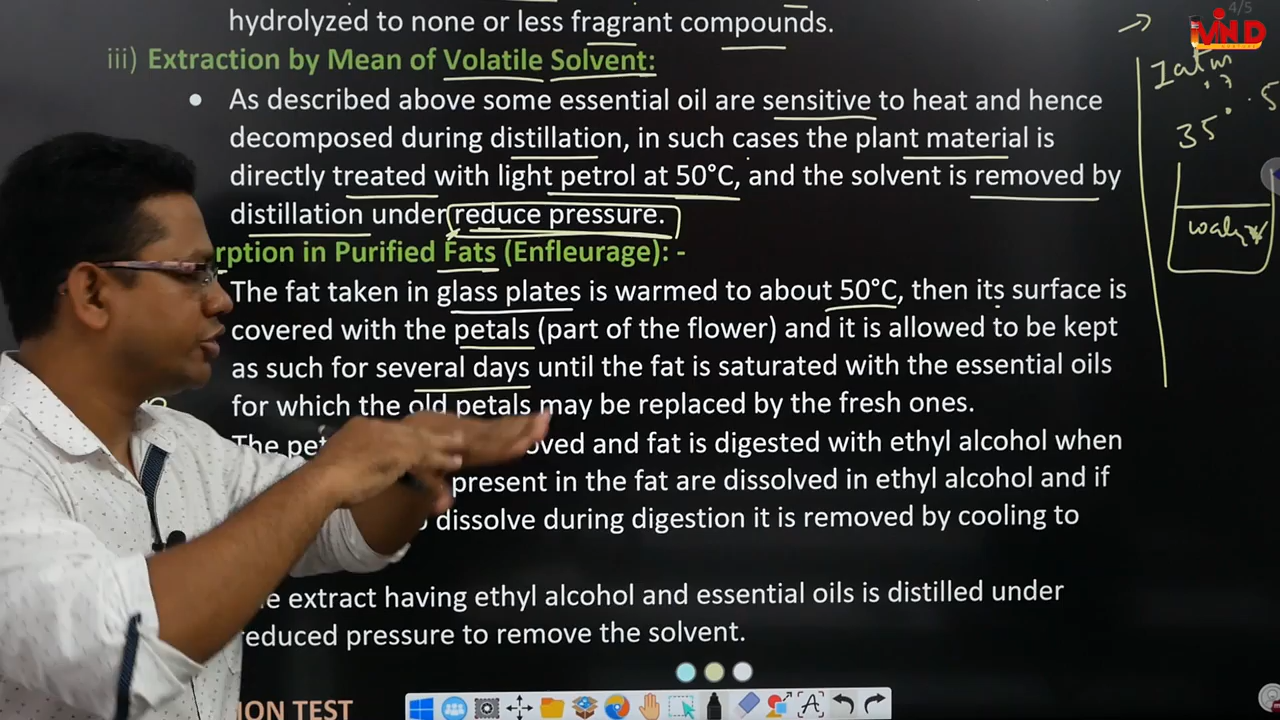 hydrolyzed to none or less fragrant compounds.
iii) Extraction by Mean of Volatile Solvent:
• As described above some essential oil are sensitive to heat and hence
decomposed during distillation, in such cases the plant material is
directly treated with light petrol at 50°C, and the solvent is removed by
distillation under reduce pressure.
rption in Purified Fats (Enfleurage): -
The fat taken in glass plates is warmed to about 50°C, then its surface is
covered with the petals (part of the flower) and it is allowed to be kept
as such for several days until the fat is saturated with the essential oils
for which the old petals may be replaced by the fresh ones.
The pet oved and fat is digested with ethyl alcohol when
present in the fat are dissolved in ethyl alcohol and if
dissolve during digestion it is removed by cooling to
e extract having ethyl alcohol and essential oils is distilled under
reduced pressure to remove the solvent.
ION TEST
4/5
MIND
1 atm
35°